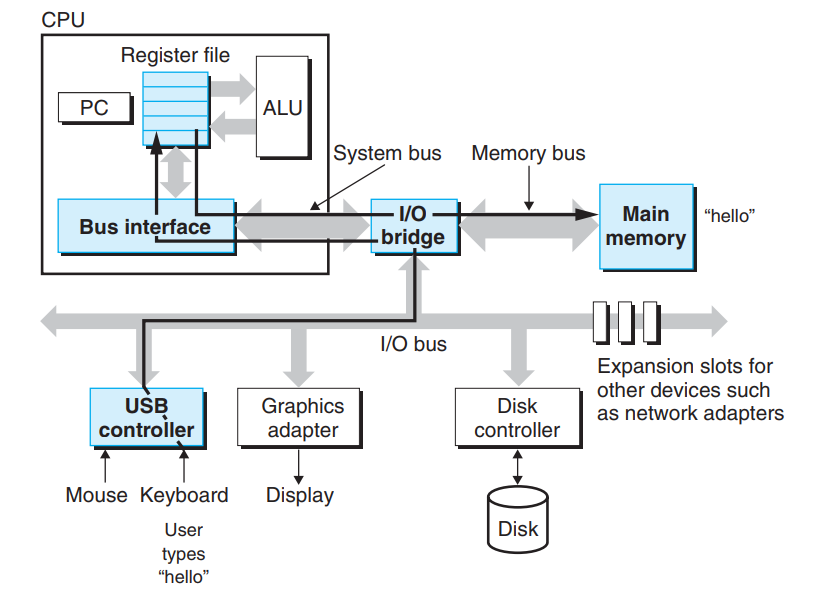 CPU
Register file
PC
ALU
System bus
Memory bus
Bus interface
I/O
bridge
Main
memory
“hello”
I/O bus
Expansion slots for
other devices such
as network adapters
USB
controller
Graphics
adapter
Disk
controller
Mouse
Keyboard
Display
Disk
User
types
“hello”